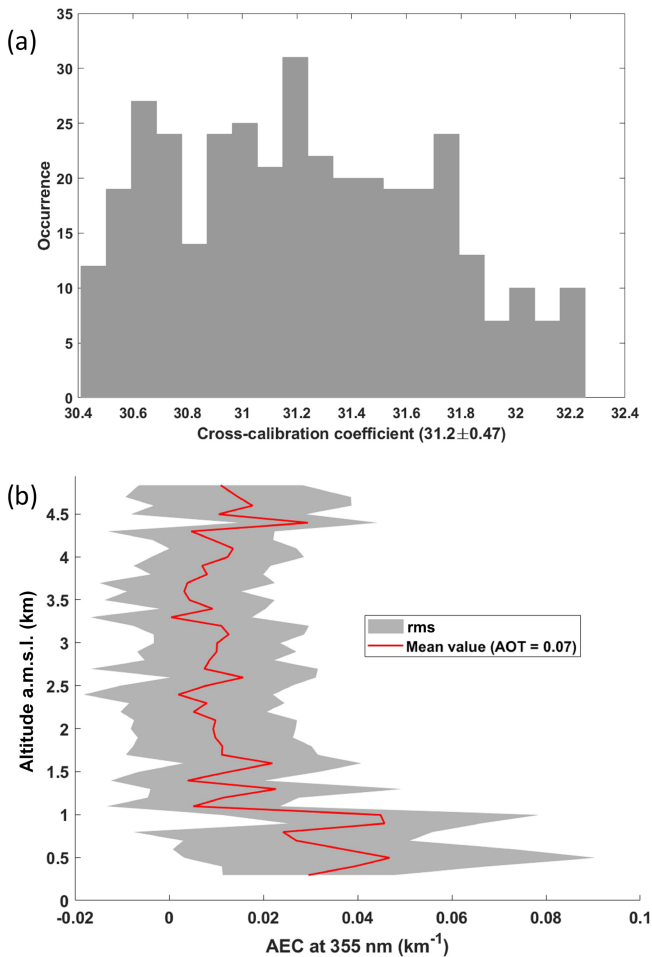 (a)
35
30
25
20
15
10
5
0
Occurrence
30.4 30.6 30.8 31 31.2 31.4 31.6 31.8 32 32.2 32.4
Cross-calibration coefficient (31.2±0.47)
(b)
4.5
4
3.5
3
2.5
2
1.5
1
0.5
0
Altitude a.m.s.l. (km)
rms
Mean value (AOT = 0.07)
-0.02 0 0.02 0.04 0.06 0.08 0.1
AEC at 355 nm (km-1)